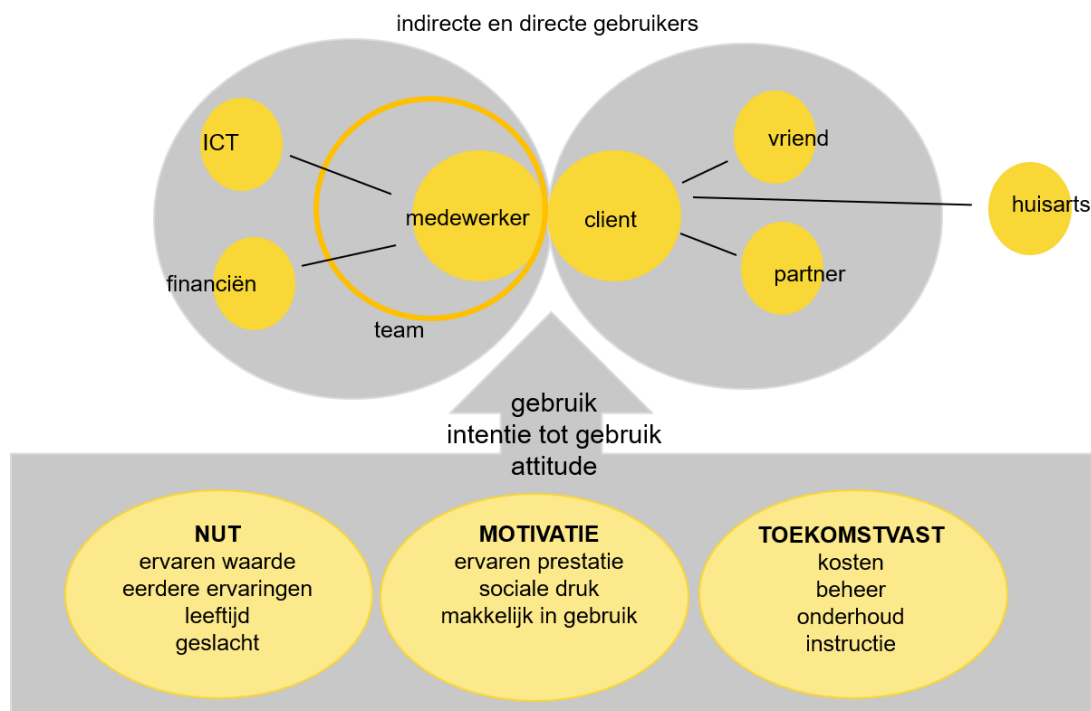 indirecte en directe gebruikers
ICT
financiën
medewerker
team
client
vriend
partner
huisarts
gebruik
intentie tot gebruik
attitude
NUT
ervaren waarde
eerdere ervaringen
leeftijd
geslacht
MOTIVATIE
ervaren prestatie
sociale druk
makkelijk in gebruik
TOEKOMSTVAST
kosten
beheer
onderhoud
instructie